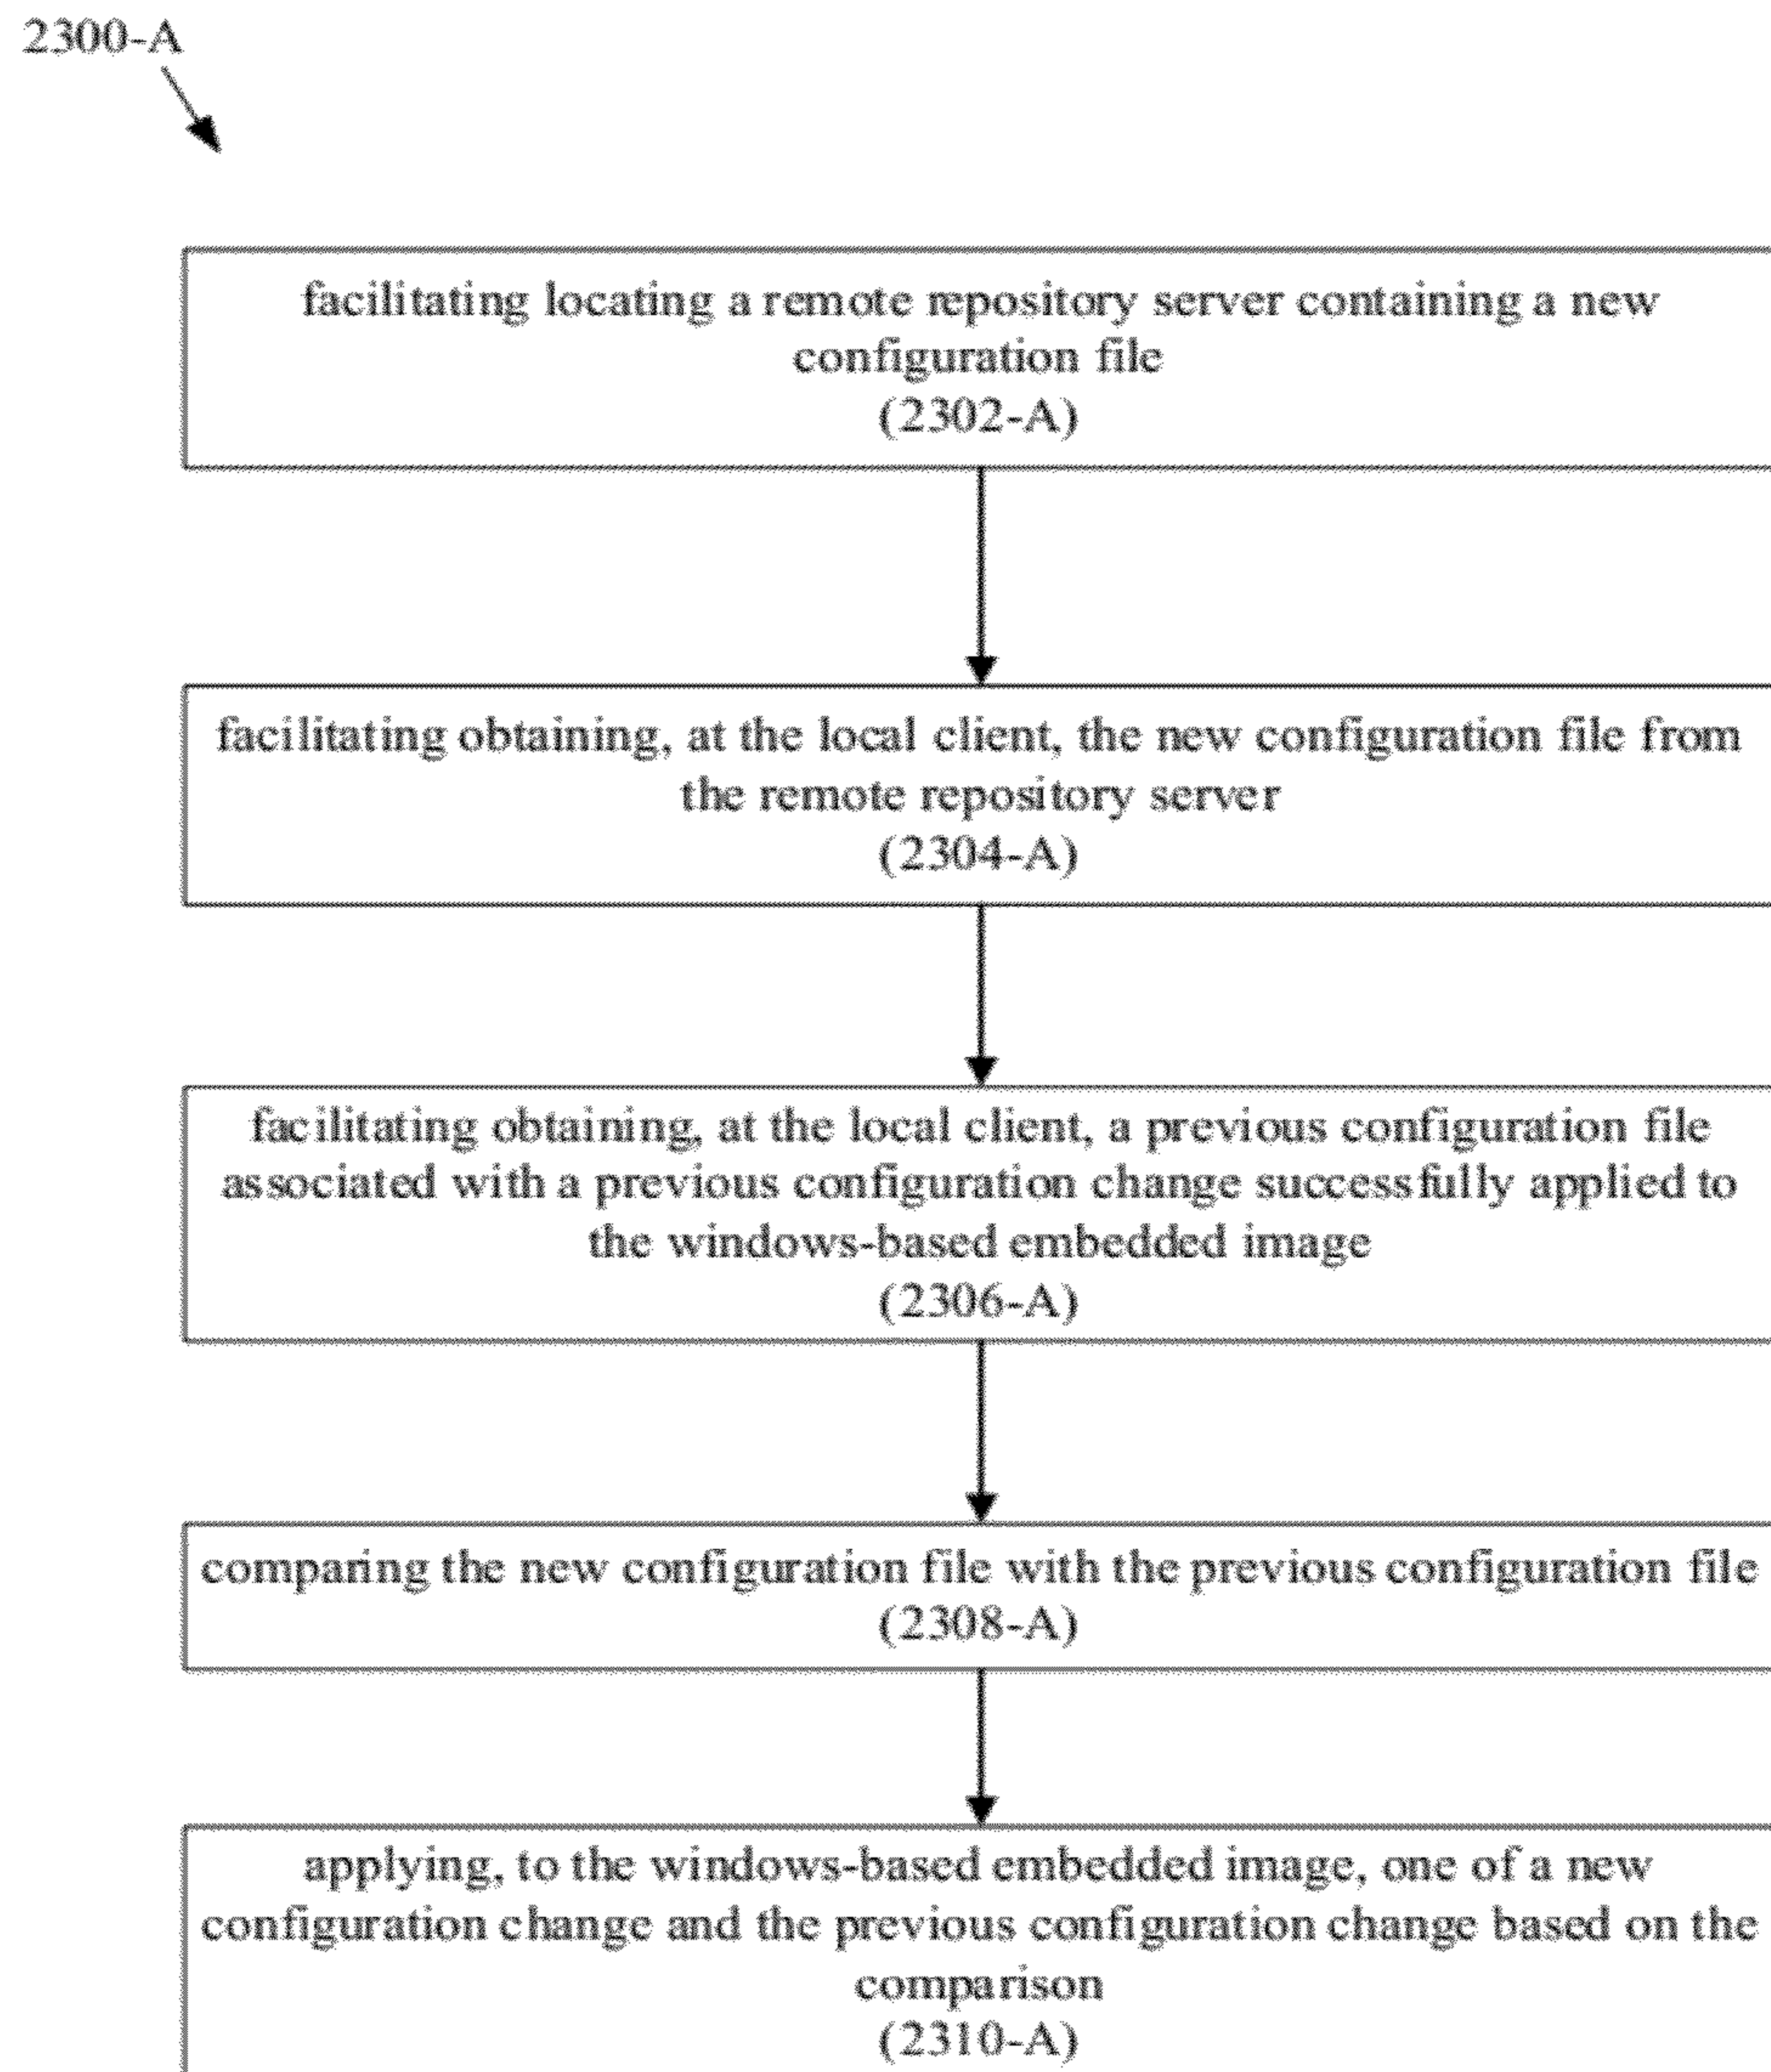 2300-A
facilitating locating a remote repository server containing a new
configuration file
(2302-A)
facilitating obtaining, at the local client, the new configuration file from
the remote repository server
(2304-A)
facilitating obtaining, at the local client, a previous configuration file
associated with a previous configuration change successfully applied to
the windows-based embedded image
(2306-A)
comparing the new configuration file with the previous configuration file
(2308-A)
applying, to the windows-based embedded image, one of a new
configuration change and the previous configuration change based on the
comparison
(2310-A)